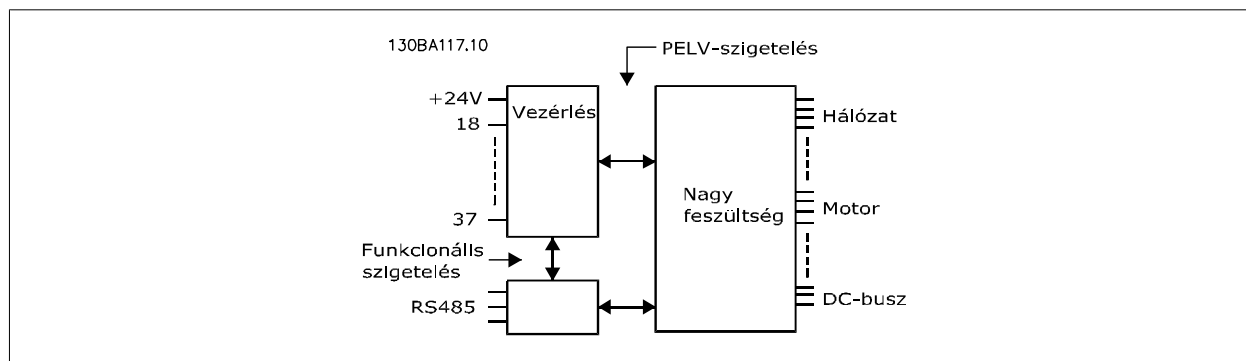 130BA117.10
PELV-szigetelés
+24V
Vezérlés
18
37
Hálózat
Nagy
feszültség
Motor
Funkcionális
szigetelés
RS485
DC-busz